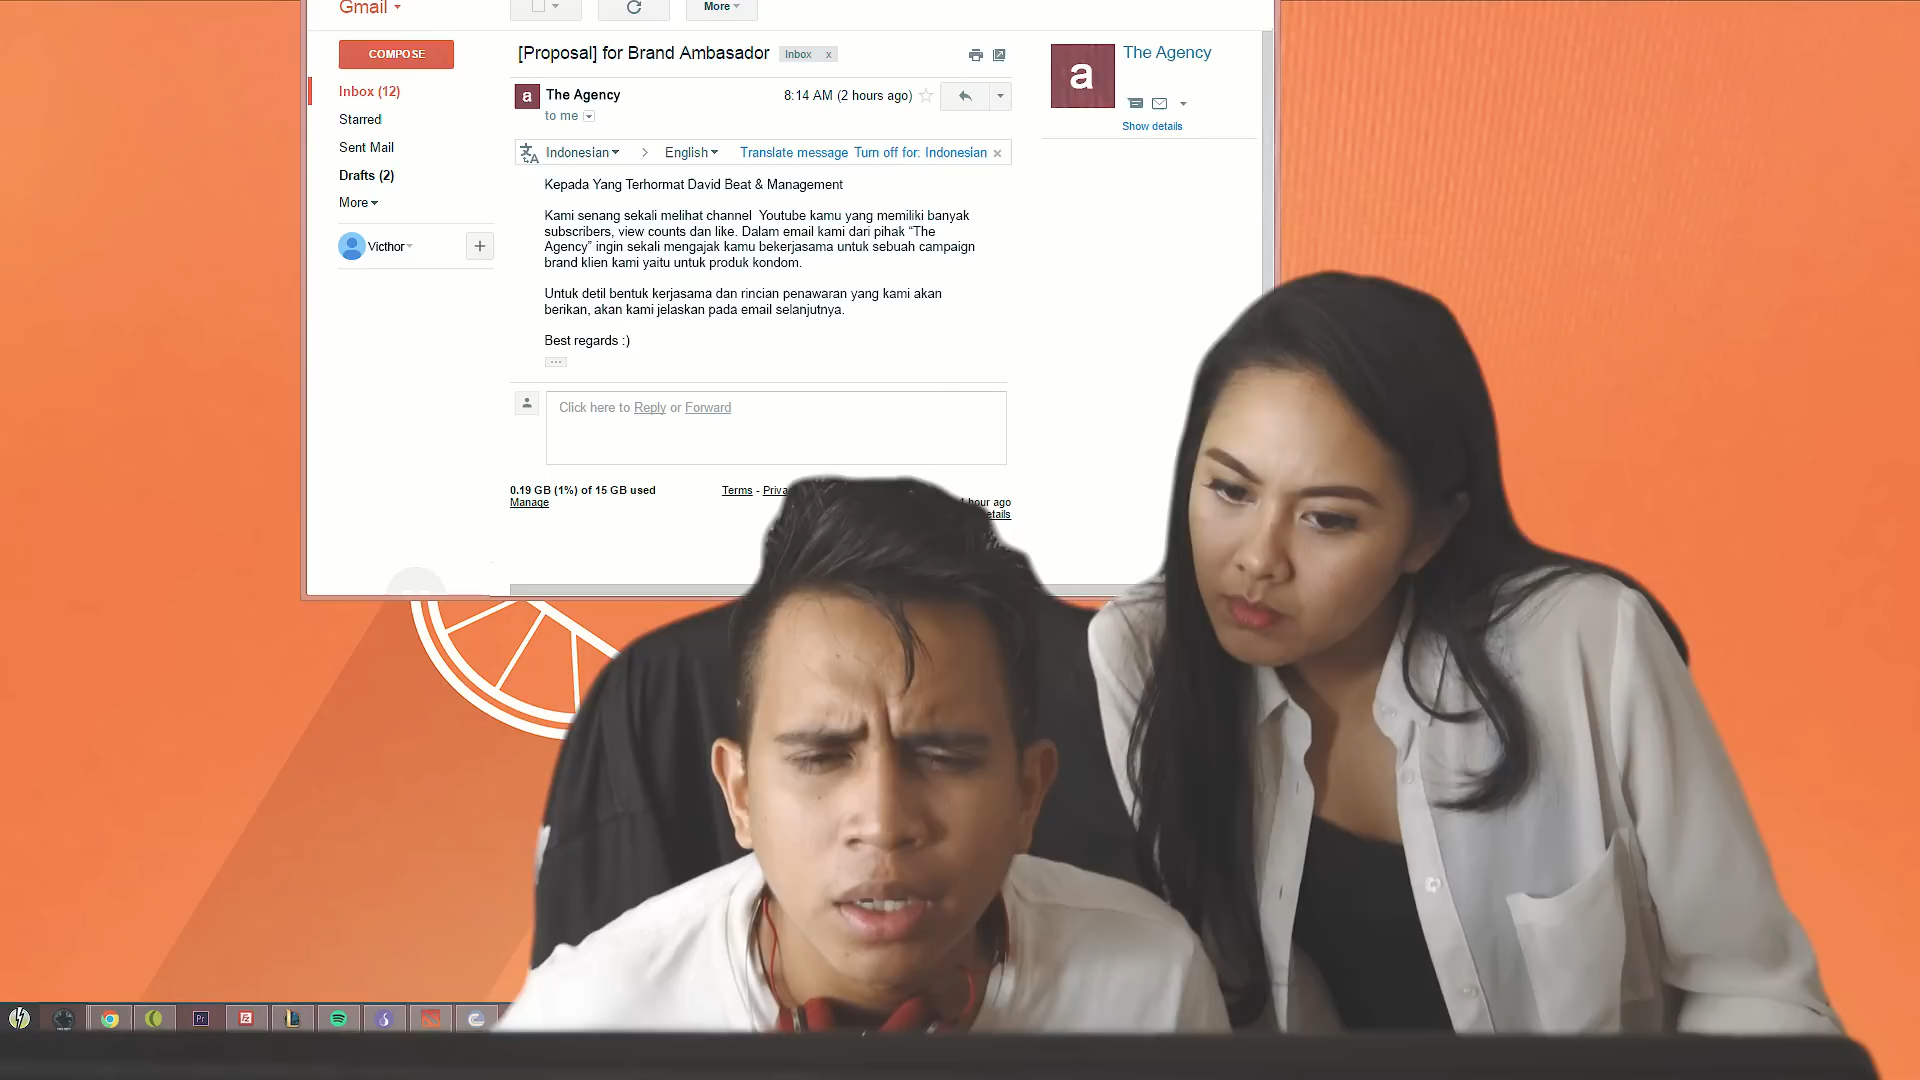 Gmail
More
COMPOSE
[Proposal] for Brand Ambasador
Inbox x
The Agency
Inbox (12)
a
The Agency
8:14 AM (2 hours ago)
a
to me
Starred
Show details
Sent Mail
Indonesian
English
Translate message
Turn off for: Indonesian
Drafts (2)
More
Kepada Yang Terhormat David Beat & Management
Kami senang sekali melihat channel Youtube kamu yang memiliki banyak
subscribers, view counts dan like. Dalam email kami dari pihak “The
Agency” ingin sekali mengajak kamu bekerjasama untuk sebuah campaign
brand klien kami yaitu untuk produk kondom.
Victhor
Untuk detil bentuk kerjasama dan rincian penawaran yang kami akan
berikan, akan kami jelaskan pada email selanjutnya.
Best regards :)
Click here to Reply or Forward
0.19 GB (1%) of 15 GB used
Manage
Terms -
hour ago
Pr